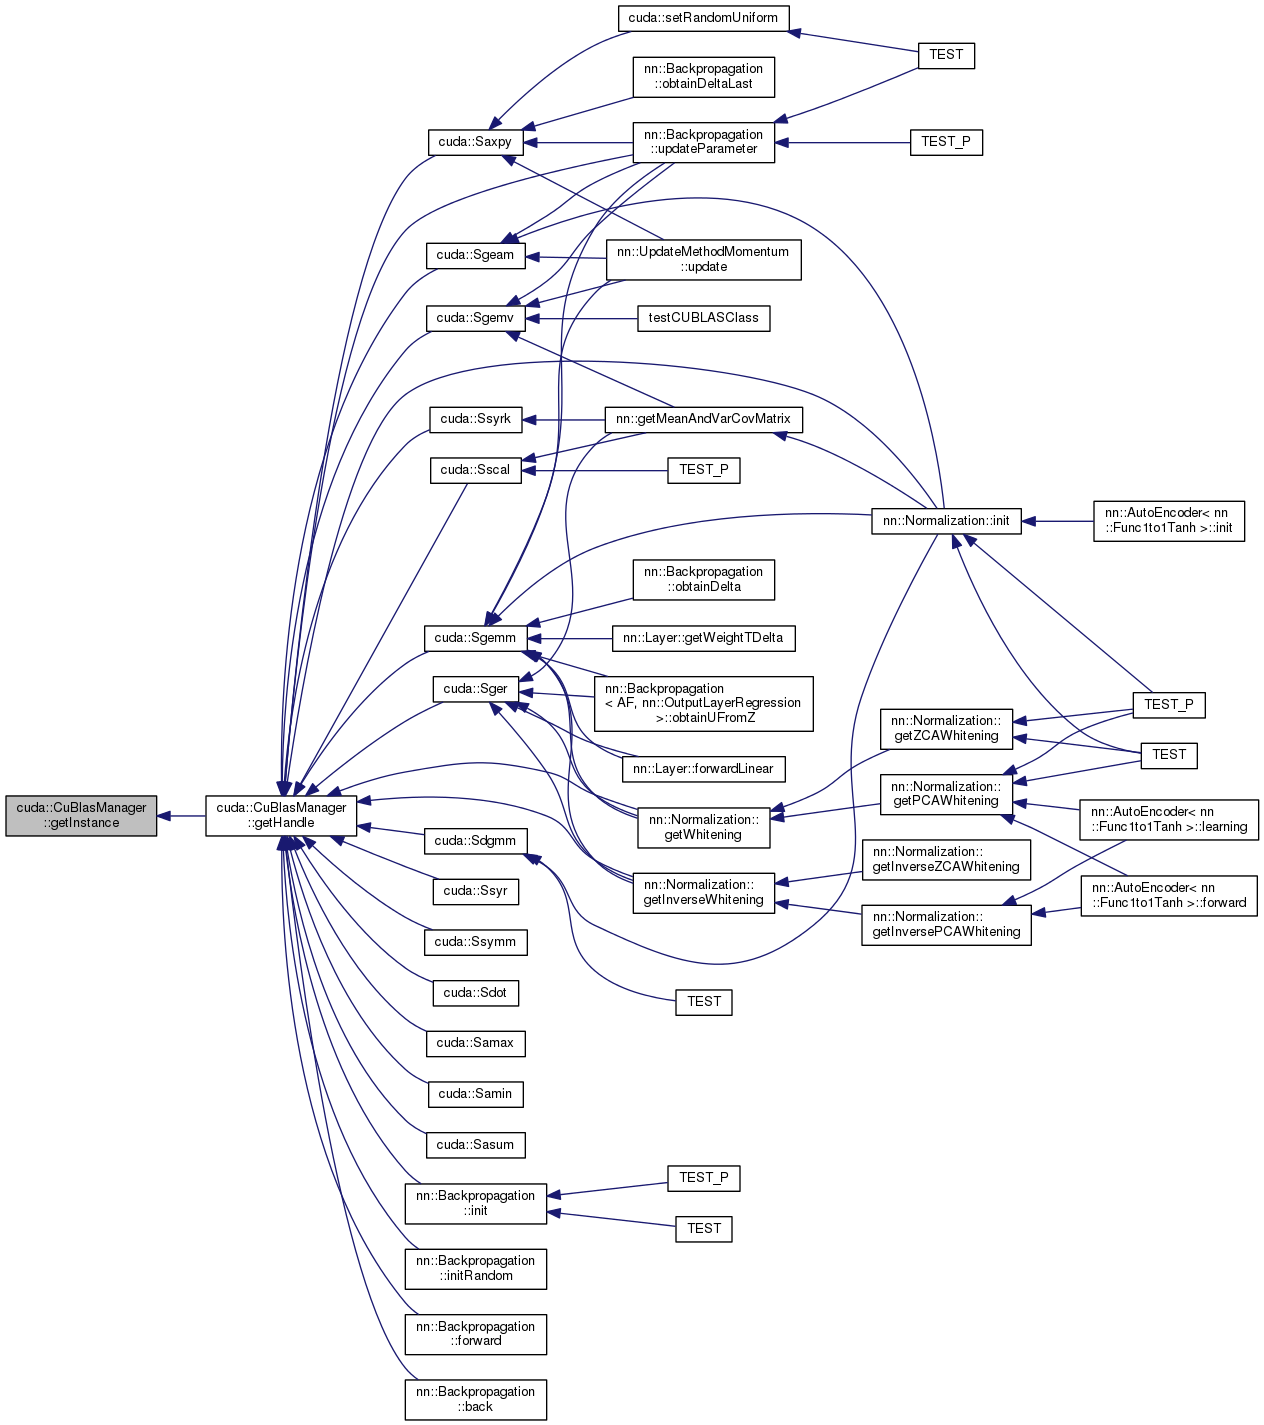 cuda::setRandomUniform
TEST
nn::Backpropagation
::obtainDeltaLast
cuda::Saxpy
nn::Backpropagation
::updateParameter
TEST_P
cuda::Sgeam
nn::UpdateMethodMomentum
::update
cuda::Sgemv
testCUBLASClass
cuda::Ssyrk
nn::getMeanAndVarCovMatrix
cuda::Sscal
TEST_P
nn::Normalization::init
nn::AutoEncoder< nn
::Func1to1Tanh >::init
nn::Backpropagation
::obtainDelta
cuda::Sgemm
nn::Layer::getWeightTDelta
cuda::Sger
nn::Backpropagation
< AF, nn::OutputLayerRegression
>::obtainUFromZ
TEST_P
nn::Normalization::
getZCAWhitening
TEST
nn::Layer::forwardLinear
nn::Normalization::
getPCAWhitening
cuda::CuBlasManager
::getInstance
cuda::CuBlasManager
::getHandle
nn::Normalization::
getWhitening
nn::AutoEncoder< nn
::Func1to1Tanh >::learning
cuda::Sdgmm
nn::Normalization::
getInverseZCAWhitening
cuda::Ssyr
nn::Normalization::
getInverseWhitening
nn::AutoEncoder< nn
::Func1to1Tanh >::forward
nn::Normalization::
getInversePCAWhitening
cuda::Ssymm
cuda::Sdot
TEST
cuda::Samax
cuda::Samin
cuda::Sasum
TEST_P
nn::Backpropagation
::init
TEST
nn::Backpropagation
::initRandom
nn::Backpropagation
::forward
nn::Backpropagation
::back